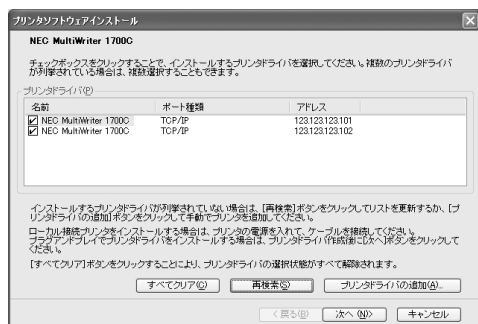 プリンタソフトウェアインストール
NEC MultiWriter 1700C
チェックボックスをクリックすることで、インストールするプリンタドライバを選択してください。複数のプリンタドライバ
が列挙されている場合は、複数選択することもできます。
プリンタドライバ(P)
名前 ポート種類 アドレス
NEC MultiWriter 1700C TCP/IP 123.123.123.101
NEC MultiWriter 1700C TCP/IP 123.123.123.102
インストールするプリンタドライバが列挙されていない場合は、[再検索]ボタンをクリックしてリストを更新するか、[プ
リンタドライバの追加]ボタンをクリックして手動でプリンタを追加してください。
ローカル接続プリンタをインストールする場合は、プリンタの電源を入れて、ケーブルを接続してください。
プラグアンドプレイでプリンタドライバをインストールする場合は、プリンタドライバ作成後に[次へ]ボタンをクリックして
ください。
[すべてクリア]ボタンをクリックすることにより、プリンタドライバの選択状態がすべて解除されます。
すべてクリア(C) 再検索(S) プリンタドライバの追加(A)...
< 戻る(B) 次へ (N)> キャンセル